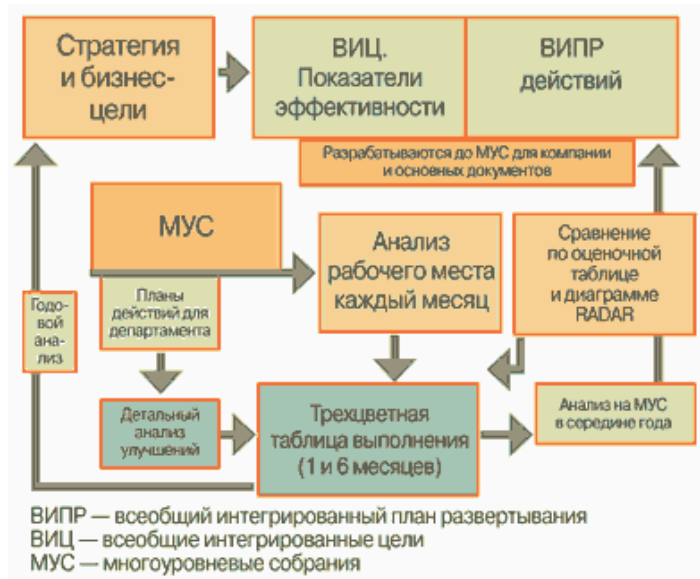 Стратегия
и бизнес-
цели
ВИЦ.
Показатели
эффективности
ВИПР
действий
Разрабатываются до МУС для компании
и основных документов
МУС
Анализ
рабочего места
каждый месяц
Сравнение
по оценочной
таблице
и диаграмме
RADAR
Годо-
вой
ана-
лиз
Планы
действий для
департамента
Детальный
анализ
улучшений
Трехцветная
таблица выполнения
(1 и 6 месяцев)
Анализ на МУС
в середине года
ВИПР — всеобщий интегрированный план развертывания
ВИЦ — всеобщие интегрированные цели
МУС — многоуровневые собрания